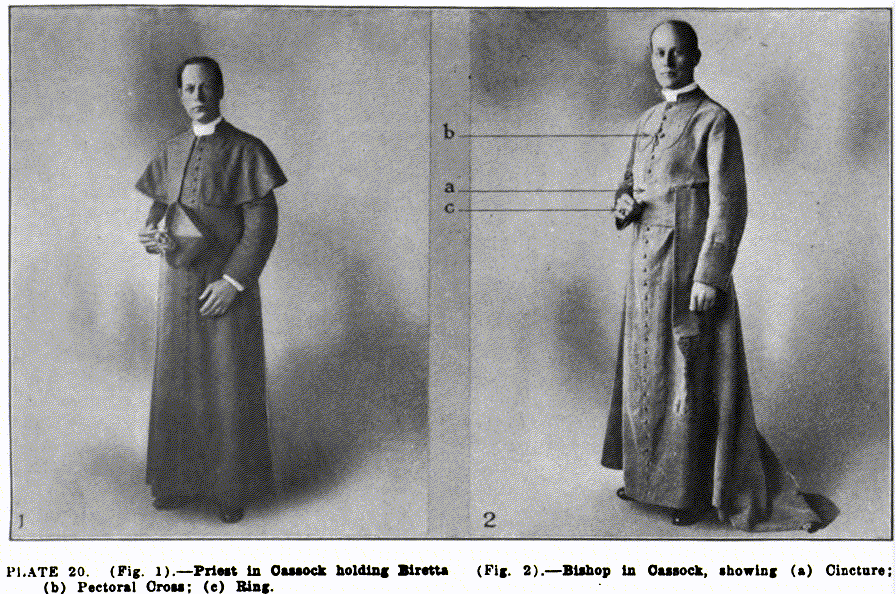 b
a
c
1
2
PLATE 20. (Fig. 1).—Priest in Cassock holding Biretta (Fig. 2).—Bishop in Cassock, showing (a) Cincture;
(b) Pectoral Cross; (c) Ring.